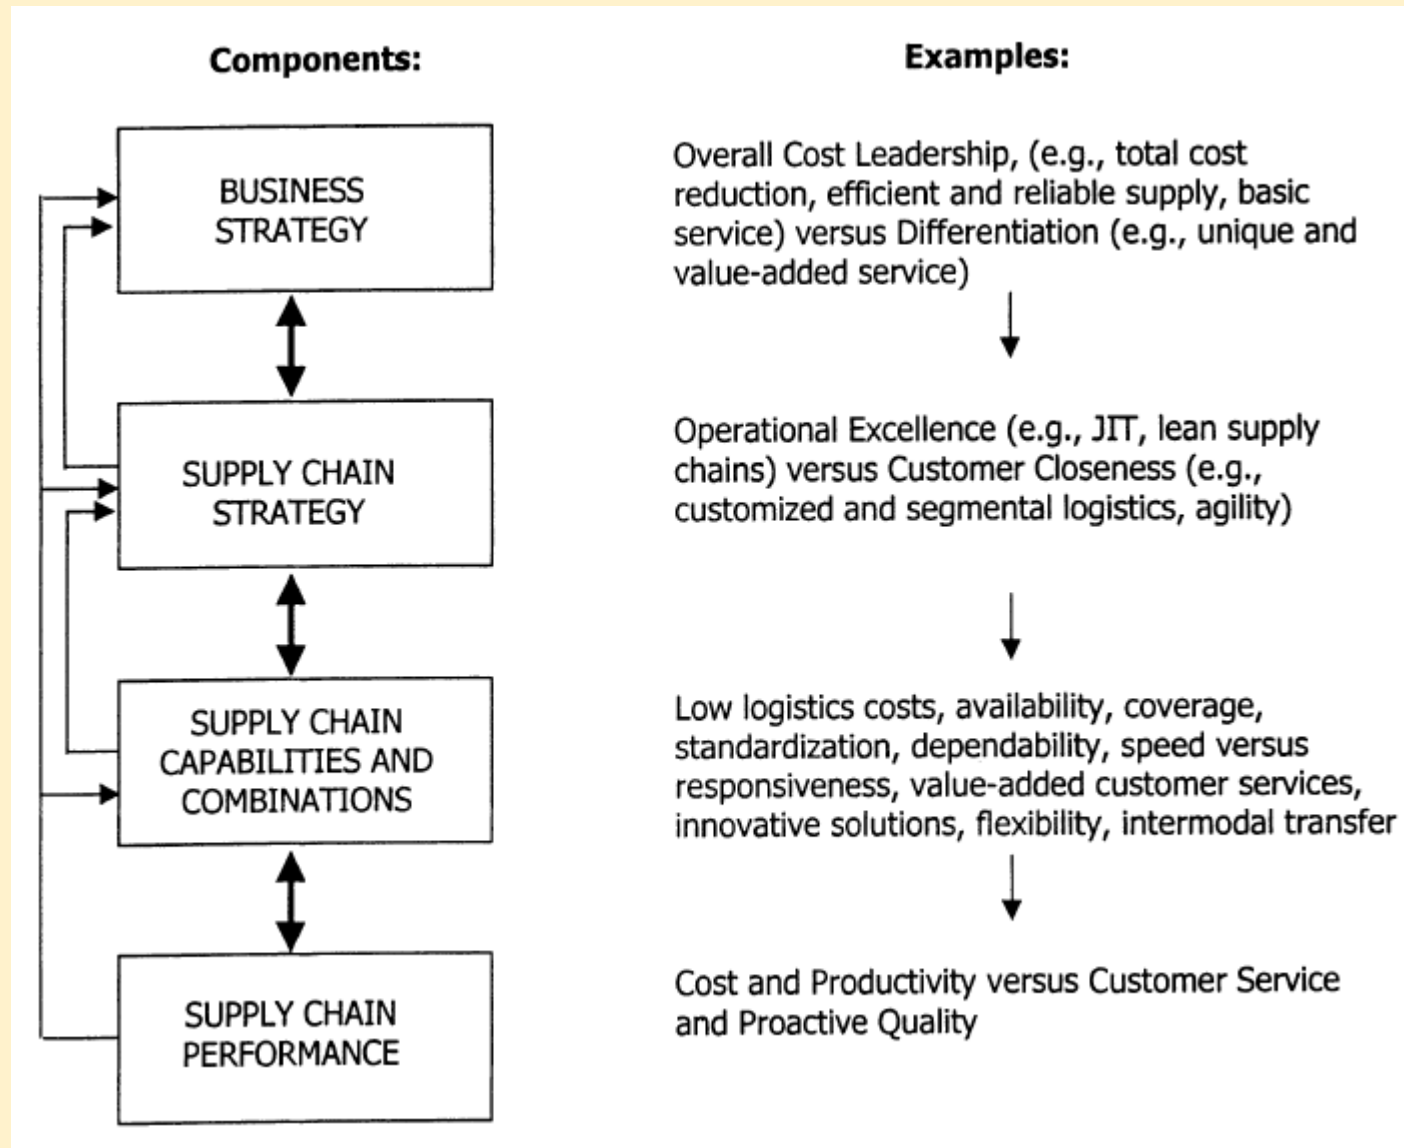 Components:
Examples:
BUSINESS
STRATEGY
Overall Cost Leadership, (e.g., total cost
reduction, efficient and reliable supply, basic
service) versus Differentiation (e.g., unique and
value-added service)
SUPPLY CHAIN
STRATEGY
Operational Excellence (e.g., JIT, lean supply
chains) versus Customer Closeness (e.g.,
customized and segmental logistics, agility)
SUPPLY CHAIN
CAPABILITIES AND
COMBINATIONS
Low logistics costs, availability, coverage,
standardization, dependability, speed versus
responsiveness, value-added customer services,
innovative solutions, flexibility, intermodal transfer
SUPPLY CHAIN
PERFORMANCE
Cost and Productivity versus Customer Service
and Proactive Quality